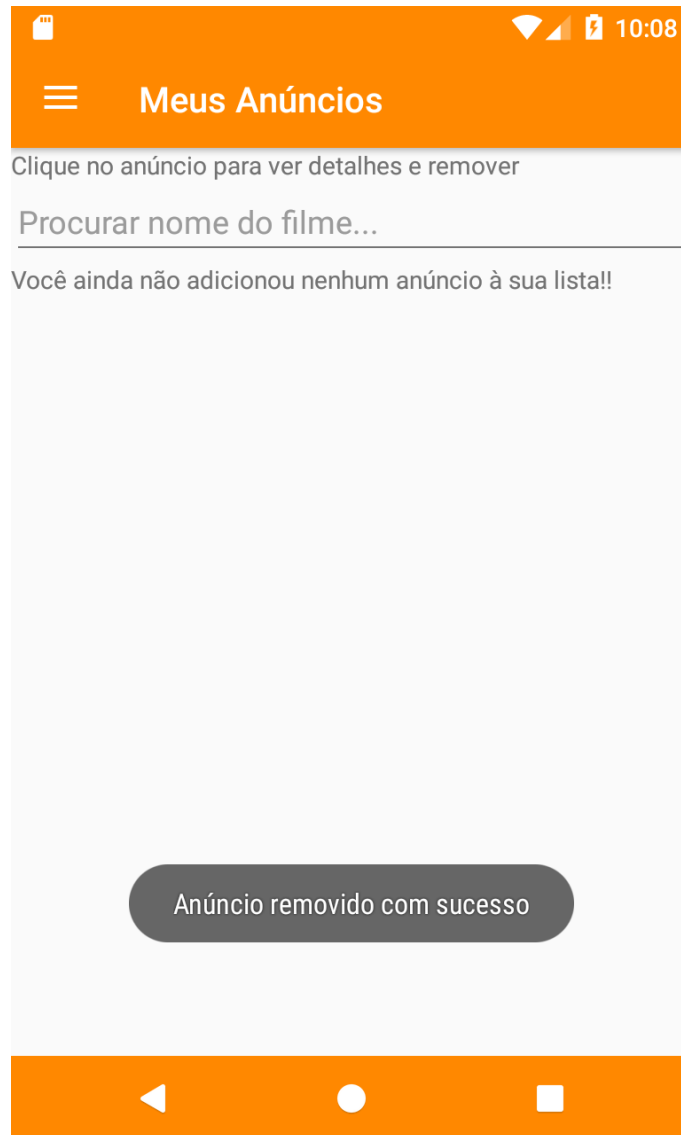 10:08
Meus Anúncios
Clique no anúncio para ver detalhes e remover
Procurar nome do filme...
Você ainda não adicionou nenhum anúncio à sua lista!!
Anúncio removido com sucesso